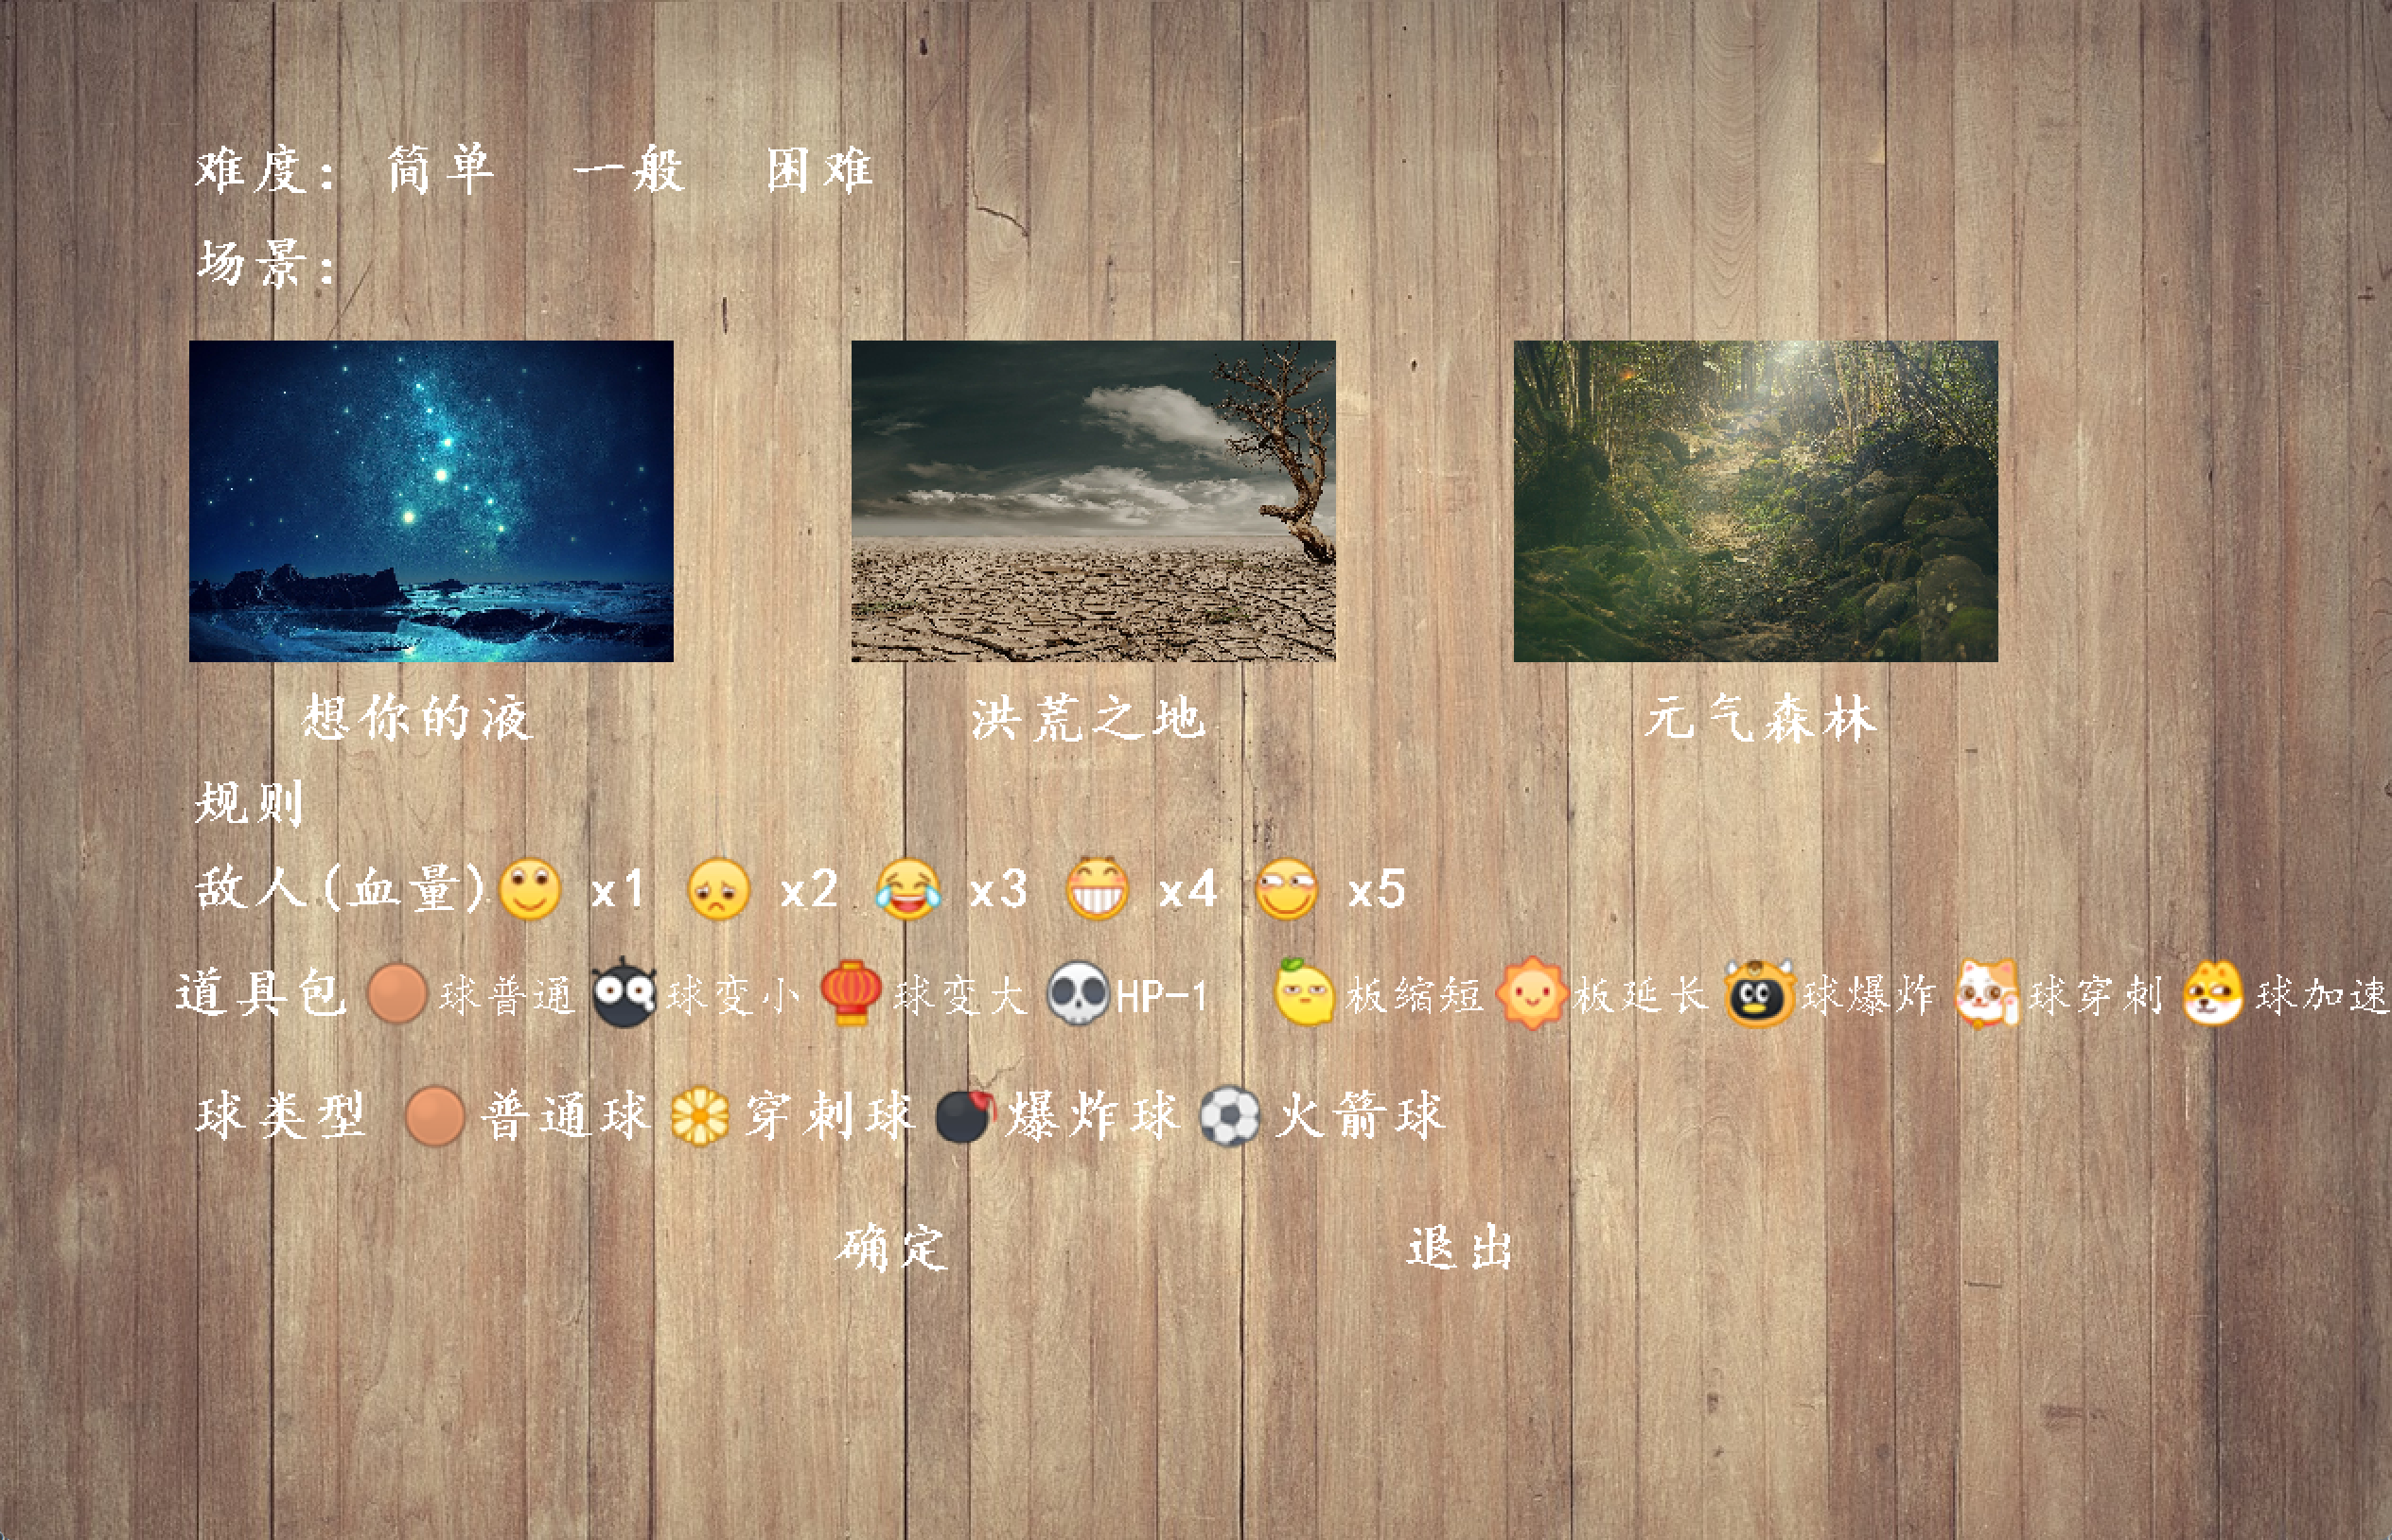 难度: 简单 一般 困难
场景:
想你的液 洪荒之地 元气森林
规则
敌人(血量) x1 x2 x3 x4 x5
道具包 球普通 球变小 球变大 HP-1 板缩短 板延长 球爆炸 球穿刺 球加速
球类型 普通球 穿刺球 爆炸球 火箭球
确定 退出